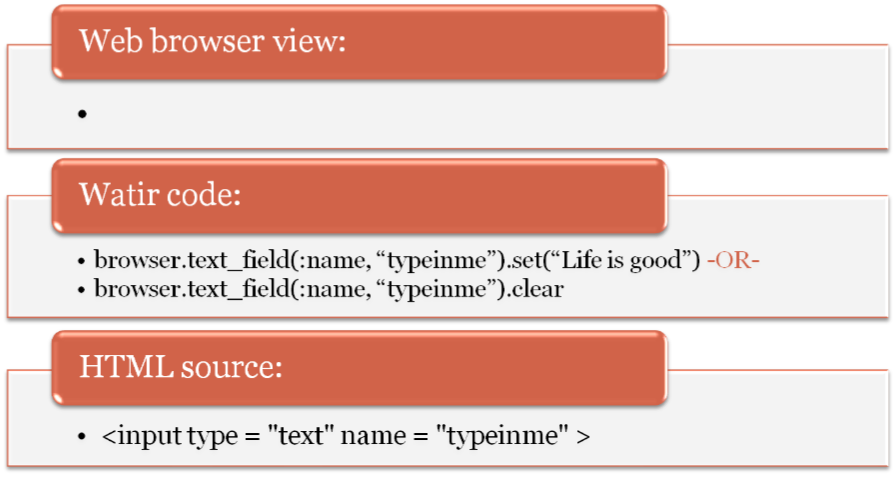 Web browser view:
•
Watir code:
• browser.text_field(:name, “typeinme”).set(“Life is good”) -OR-
• browser.text_field(:name, “typeinme”).clear
HTML source:
• <input type = "text" name = "typeinme" >